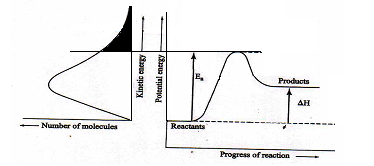 Kinetic energy
Potential energy
Eₐ
Products
ΔH
Number of molecules
Reactants
Progress of reaction